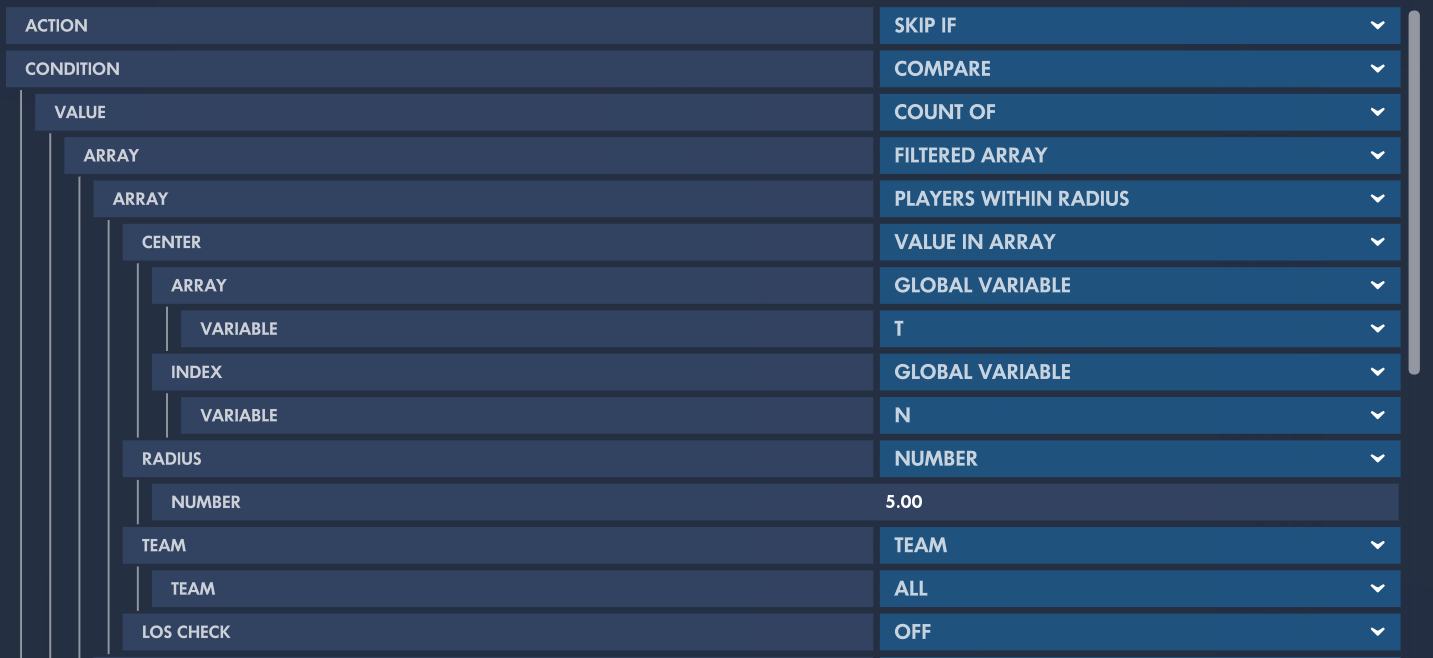 ACTION SKIP IF
CONDITION COMPARE
VALUE COUNT OF
ARRAY FILTERED ARRAY
ARRAY PLAYERS WITHIN RADIUS
CENTER VALUE IN ARRAY
ARRAY GLOBAL VARIABLE
VARIABLE T
INDEX GLOBAL VARIABLE
VARIABLE N
RADIUS NUMBER
NUMBER 5.00
TEAM TEAM
TEAM ALL
LOS CHECK OFF